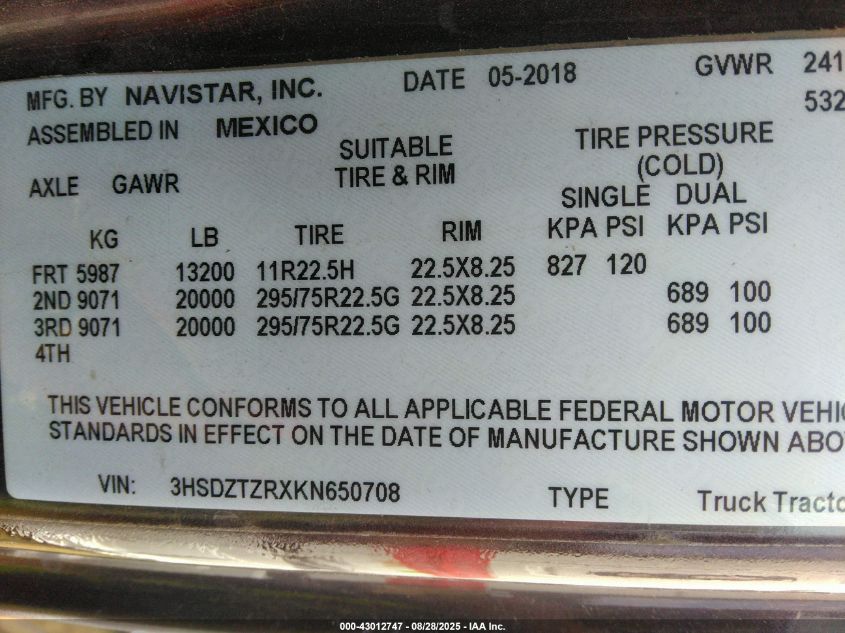 MFG. BY NAVISTAR, INC. DATE 05-2018 GVWR 241
532
ASSEMBLED IN MEXICO
SUITABLE TIRE PRESSURE
AXLE GAWR TIRE & RIM (COLD)
SINGLE DUAL
KG LB TIRE RIM KPA PSI KPA PSI
FRT 5987 13200 11R22.5H 22.5X8.25 827 120
2ND 9071 20000 295/75R22.5G 22.5X8.25 689 100
3RD 9071 20000 295/75R22.5G 22.5X8.25 689 100
4TH
THIS VEHICLE CONFORMS TO ALL APPLICABLE FEDERAL MOTOR VEHIC
STANDARDS IN EFFECT ON THE DATE OF MANUFACTURE SHOWN ABO
VIN: 3HSDZTZRXKN650708 TYPE Truck Tracto
000-43012747 - 08/28/2025 - IAA Inc.